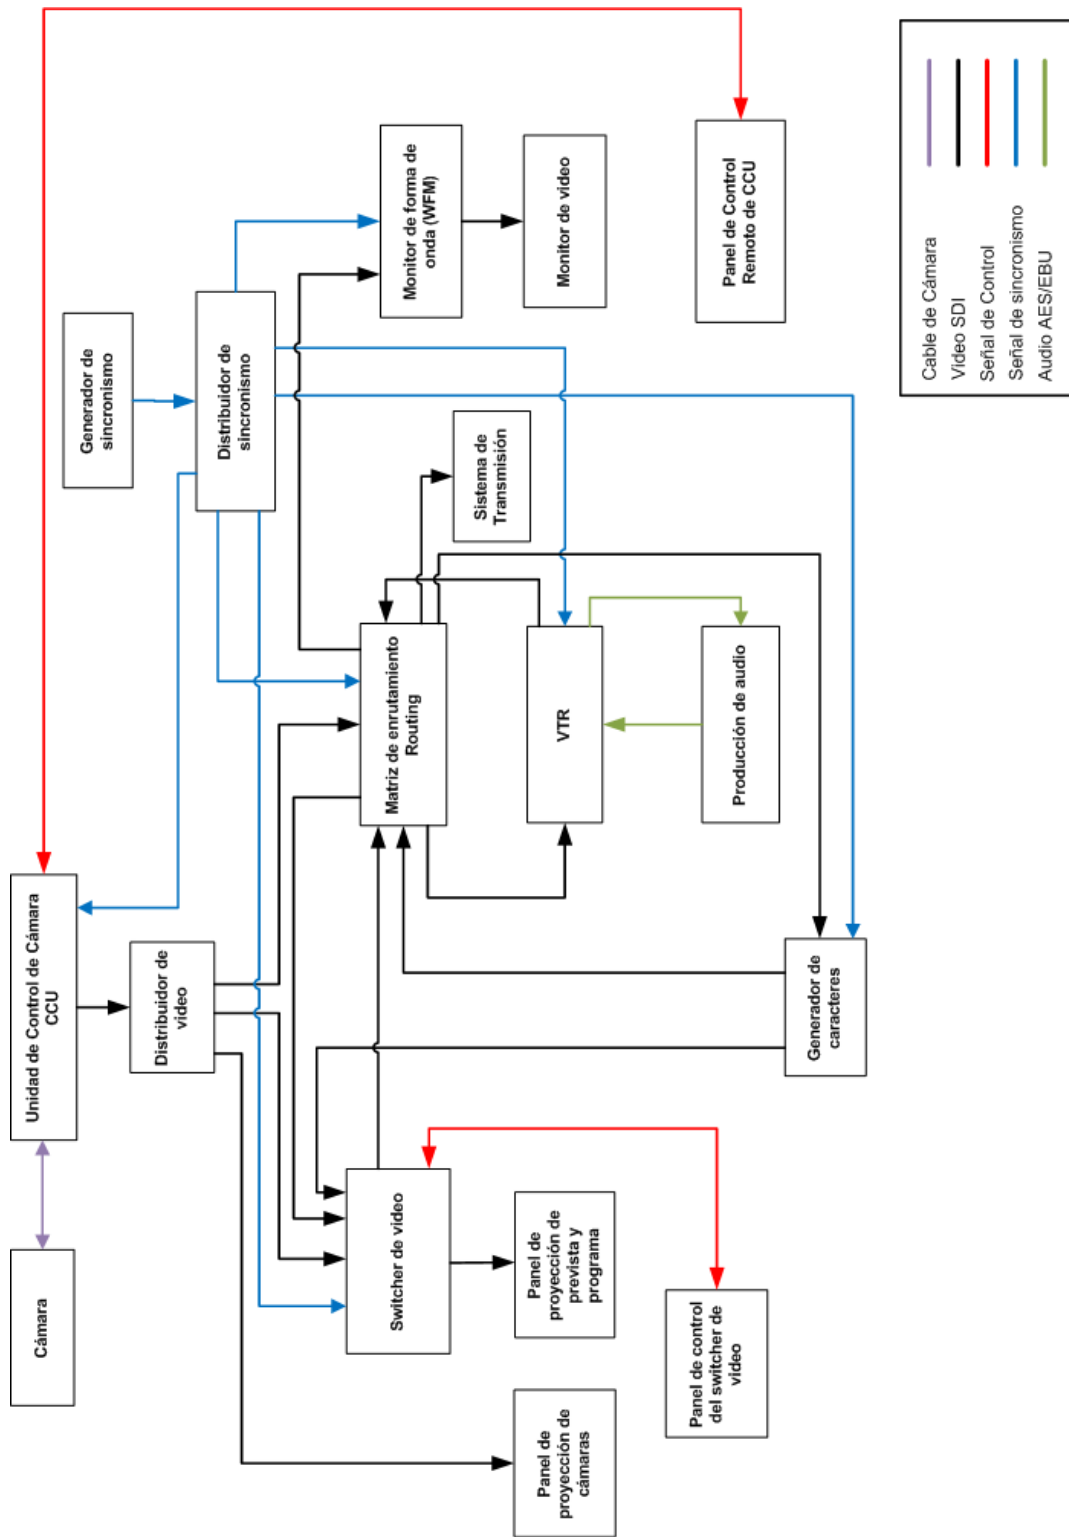 Cámara
Unidad de Control de Cámara
CCU
Distribuidor de
video
Generador de
sincronismo
Distribuidor de
sincronismo
Monitor de forma de
onda (WFM)
Monitor de video
Panel de Control
Remoto de CCU
Switcher de video
Matriz de enrutamiento
Routing
Sistema de
Transmisión
Panel de
proyección de
cámaras
Panel de
proyección de
prevista y
programa
VTR
Panel de control
del switcher de
video
Producción de audio
Generador de
caracteres
Cable de Cámara
Video SDI
Señal de Control
Señal de sincronismo
Audio AES/EBU